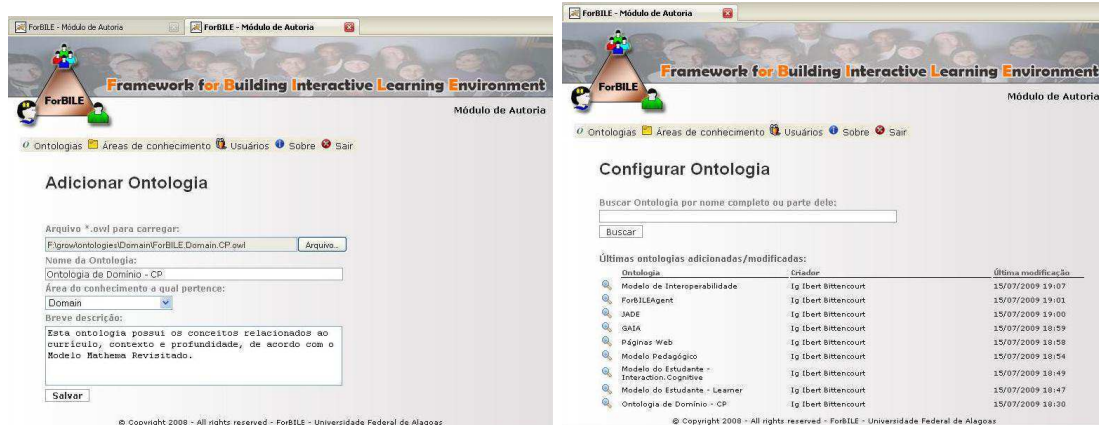 ForBILE - Módulo de Autoria
ForBILE - Módulo de Autoria
Framework for Building Interactive Learning Environment
ForBILE
Módulo de Autoria
Ontologias Áreas de conhecimento Usuários Sobre Sair
Adicionar Ontologia
Arquivo *.owl para carregar:
F:\grow\ontologies\Domain\ForBILE.Domain.CP.owl Arquivo...
Nome da Ontologia:
Ontologia de Domínio - CP
Área do conhecimento a qual pertence:
Domain
Breve descrição:
Esta ontologia possui os conceitos relacionados ao
currículo, contexto e profundidade, de acordo com o
Modelo Mathema Revisitado.
Salvar
© Copyright 2008 - All rights reserved - ForBILE - Universidade Federal de Alagoas
ForBILE - Módulo de Autoria
Framework for Building Interactive Learning Environment
ForBILE
Módulo de Autoria
Ontologias Áreas de conhecimento Usuários Sobre Sair
Configurar Ontologia
Buscar Ontologia por nome completo ou parte dele:
Buscar
Últimas ontologias adicionadas/modificadas:
Ontologia Criador Última modificação
Modelo de Interoperabilidade Ig Ibert Bittencourt 15/07/2009 19:07
ForBILEAgent Ig Ibert Bittencourt 15/07/2009 19:01
JADE Ig Ibert Bittencourt 15/07/2009 19:00
GAIA Ig Ibert Bittencourt 15/07/2009 18:59
Páginas Web Ig Ibert Bittencourt 15/07/2009 18:58
Modelo Pedagógico Ig Ibert Bittencourt 15/07/2009 18:54
Modelo do Estudante -
Interaction.Cognitive Ig Ibert Bittencourt 15/07/2009 18:49
Modelo do Estudante - Learner Ig Ibert Bittencourt 15/07/2009 18:47
Ontologia de Domínio - CP Ig Ibert Bittencourt 15/07/2009 18:30
© Copyright 2008 - All rights reserved - ForBILE - Universidade Federal de Alagoas